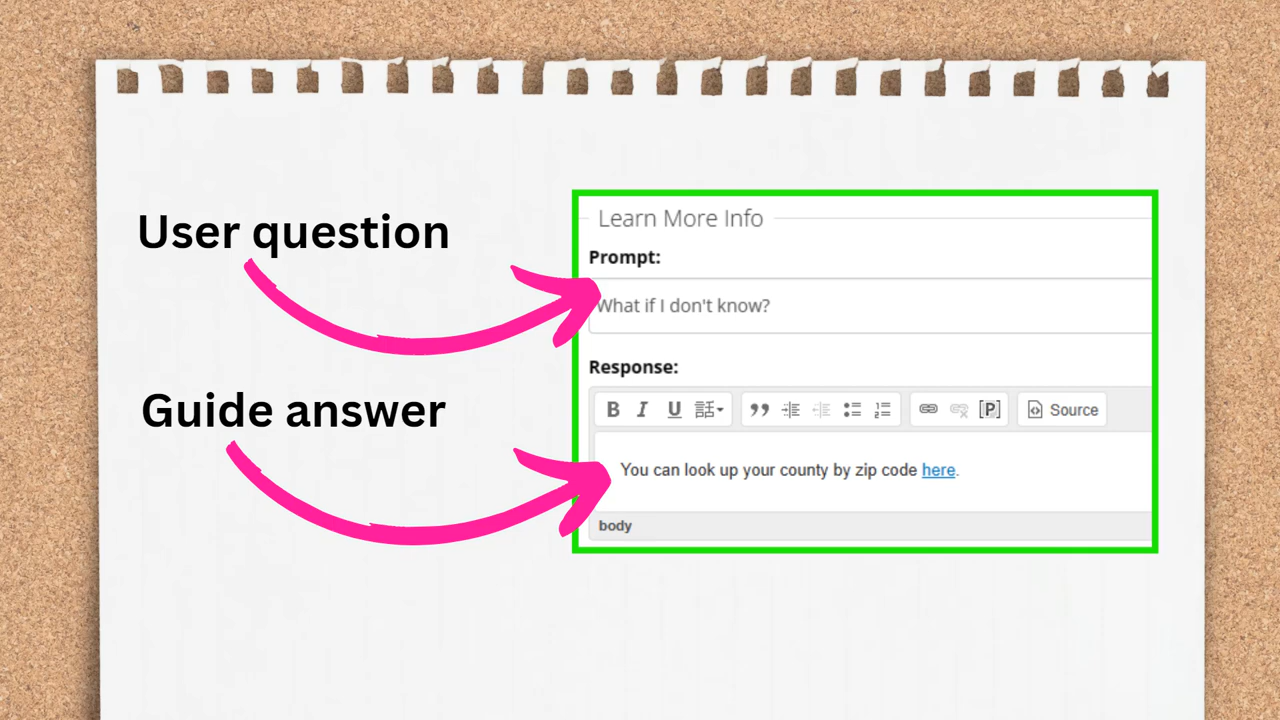 User question
Guide answer
Learn More Info
Prompt:
What if I don't know?
Response:
B I U 話 [P] Source
You can look up your county by zip code here.
body